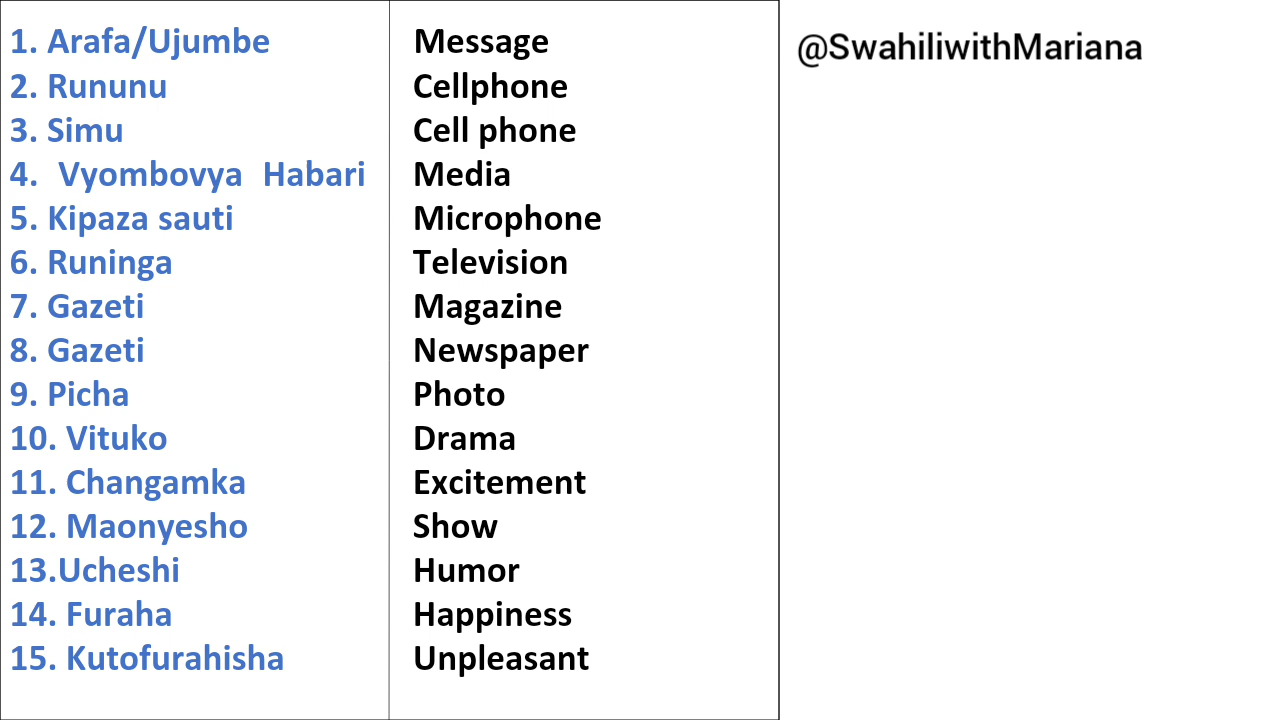 1. Arafa/Ujumbe Message
2. Rununu Cellphone
3. Simu Cell phone
4. Vyombovya Habari Media
5. Kipaza sauti Microphone
6. Runinga Television
7. Gazeti Magazine
8. Gazeti Newspaper
9. Picha Photo
10. Vituko Drama
11. Changamka Excitement
12. Maonyesho Show
13.Ucheshi Humor
14. Furaha Happiness
15. Kutofurahisha Unpleasant
@SwahiliwithMariana